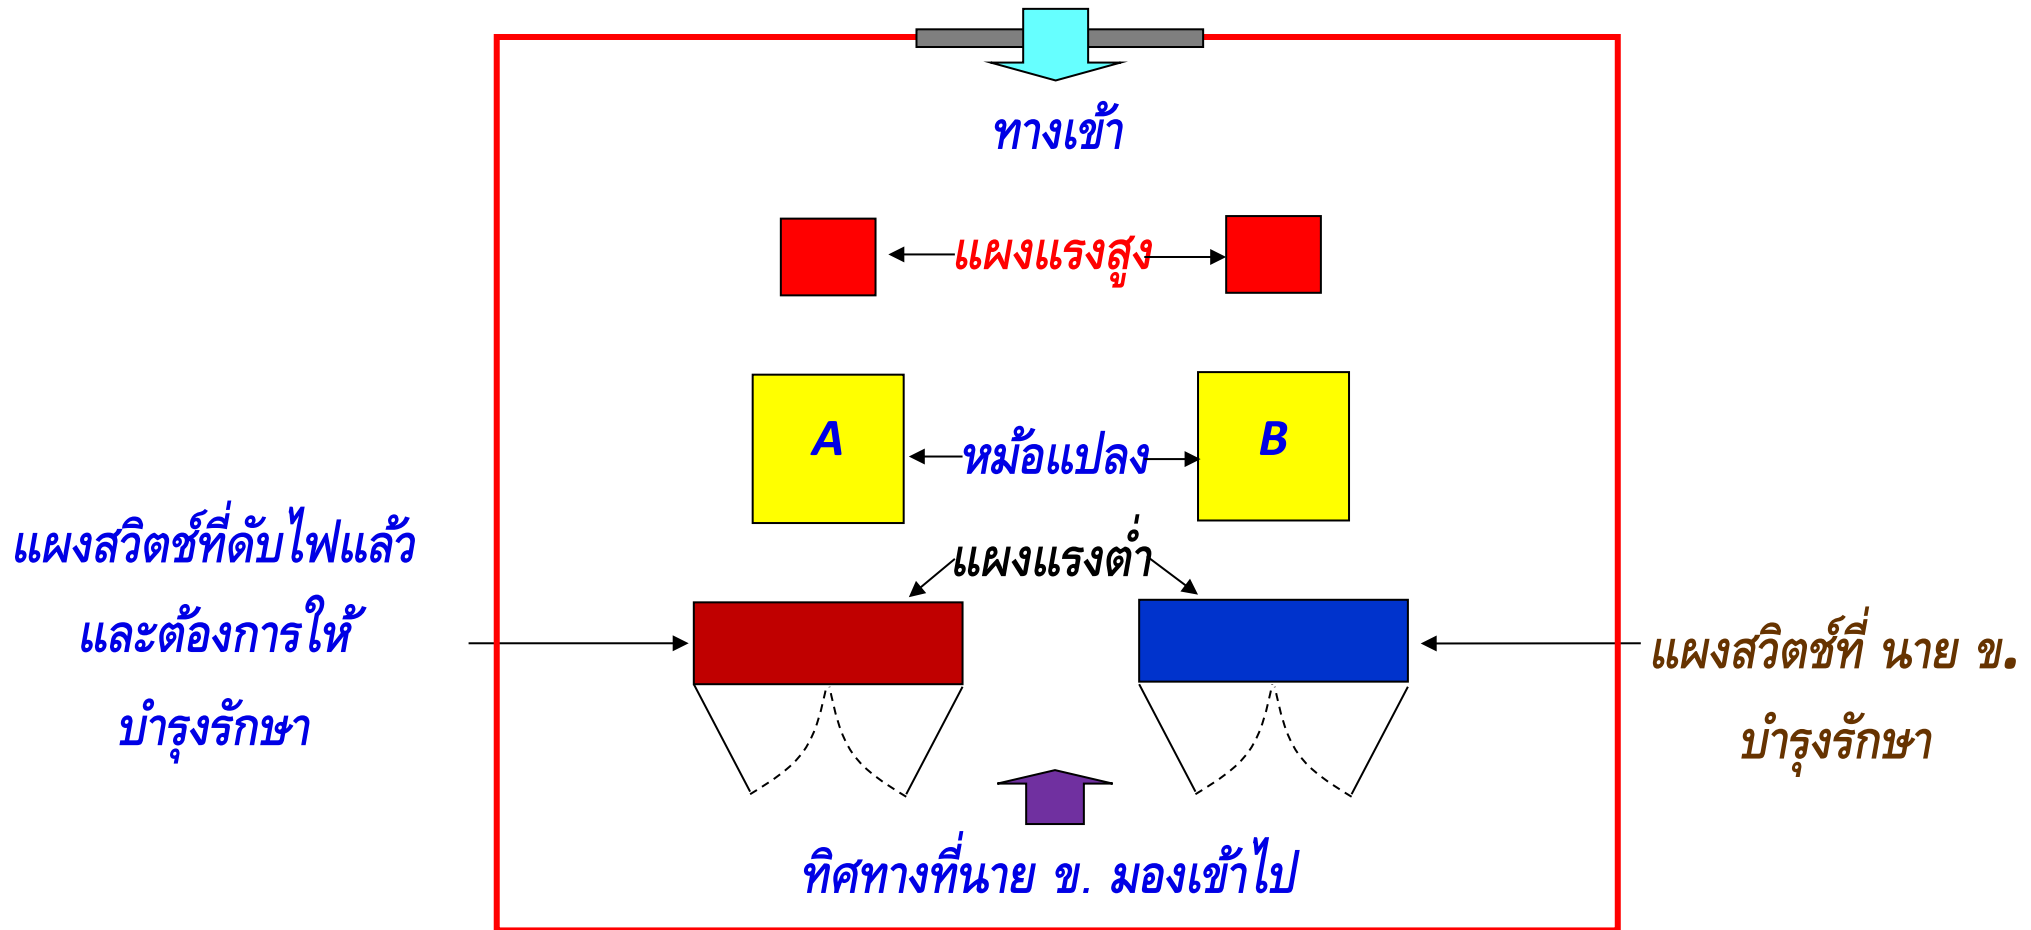 ทางเข้า
แผงแรงสูง
A
B
หม้อแปลง
แผงแรงต่ำ
แผงสวิตช์ที่ดับไฟแล้ว
และต้องการให้
บำรุงรักษา
แผงสวิตช์ที่ นาย ข.
บำรุงรักษา
ทิศทางที่นาย ข. มองเข้าไป